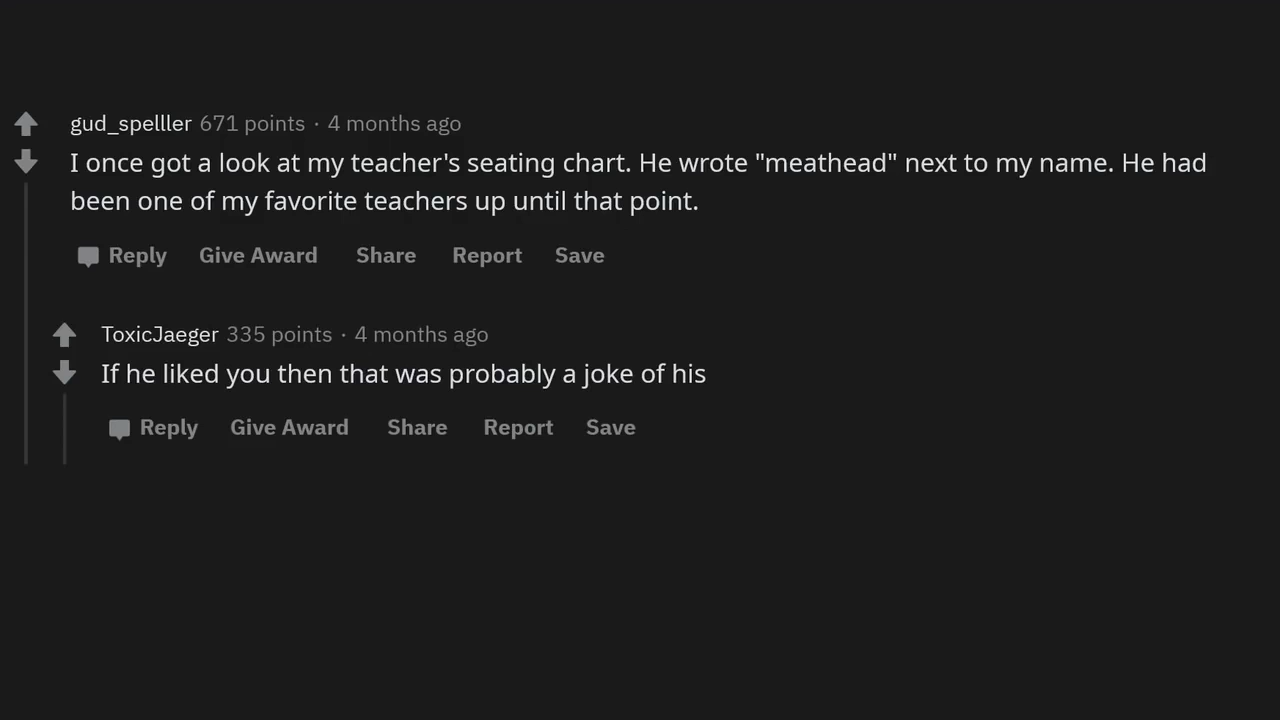 gud_spelller 671 points · 4 months ago
I once got a look at my teacher's seating chart. He wrote "meathead" next to my name. He had
been one of my favorite teachers up until that point.
Reply Give Award Share Report Save
ToxicJaeger 335 points · 4 months ago
If he liked you then that was probably a joke of his
Reply Give Award Share Report Save